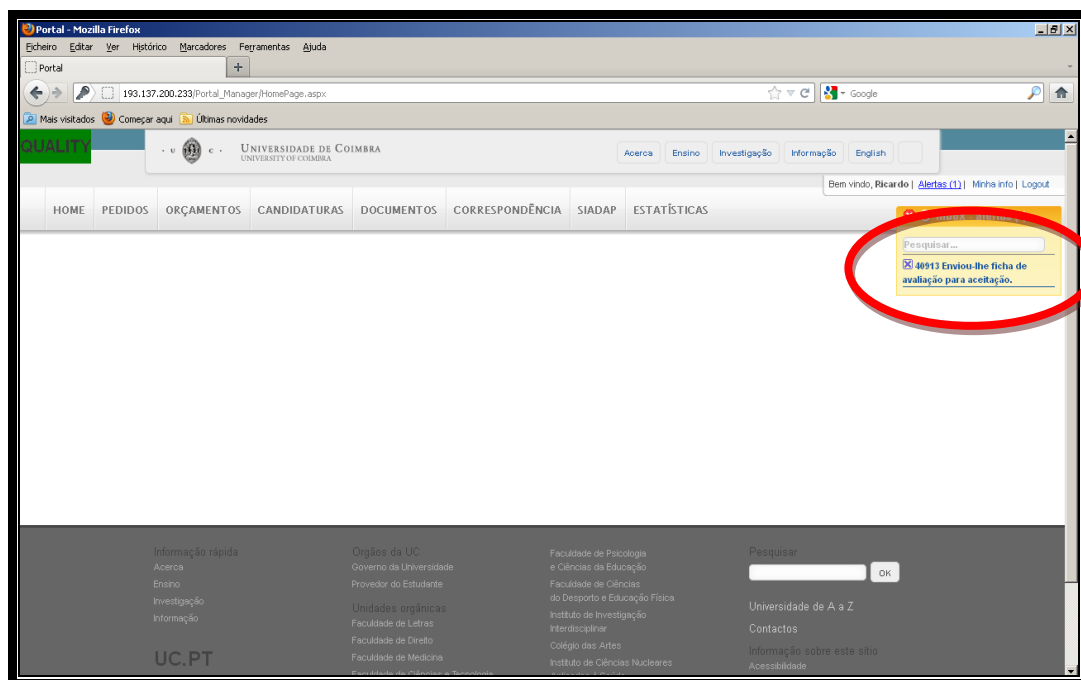 Portal - Mozilla Firefox
Ficheiro Editar Ver Histórico Marcadores Ferramentas Ajuda
Portal
193.137.200.233/Portal_Manager/HomePage.aspx
Google
Mais visitados Começar aqui Últimas novidades
QUALITY
· U C · UNIVERSIDADE DE COIMBRA
UNIVERSITY OF COIMBRA
Acerca Ensino Investigação Informação English
Bem vindo, Ricardo | Alertas (1) | Minha info | Logout
HOME PEDIDOS ORÇAMENTOS CANDIDATURAS DOCUMENTOS CORRESPONDÊNCIA SIADAP ESTATÍSTICAS
Pesquisar...
40913 Enviou-lhe ficha de
avaliação para aceitação.
Informação rápida
Acerca
Ensino
Investigação
Informação
UC.PT
Orgãos da UC
Governo da Universidade
Provedor do Estudante
Unidades orgânicas
Faculdade de Letras
Faculdade de Direito
Faculdade de Medicina
Faculdade de Ciências e Tecnologia
Faculdade de Psicologia
e Ciências da Educação
Faculdade de Ciências
do Desporto e Educação Física
Instituto de Investigação
Interdisciplinar
Colégio das Artes
Instituto de Ciências Nucleares
Pesquisar
OK
Universidade de A a Z
Contactos
Informação sobre este sítio
Acessibilidade